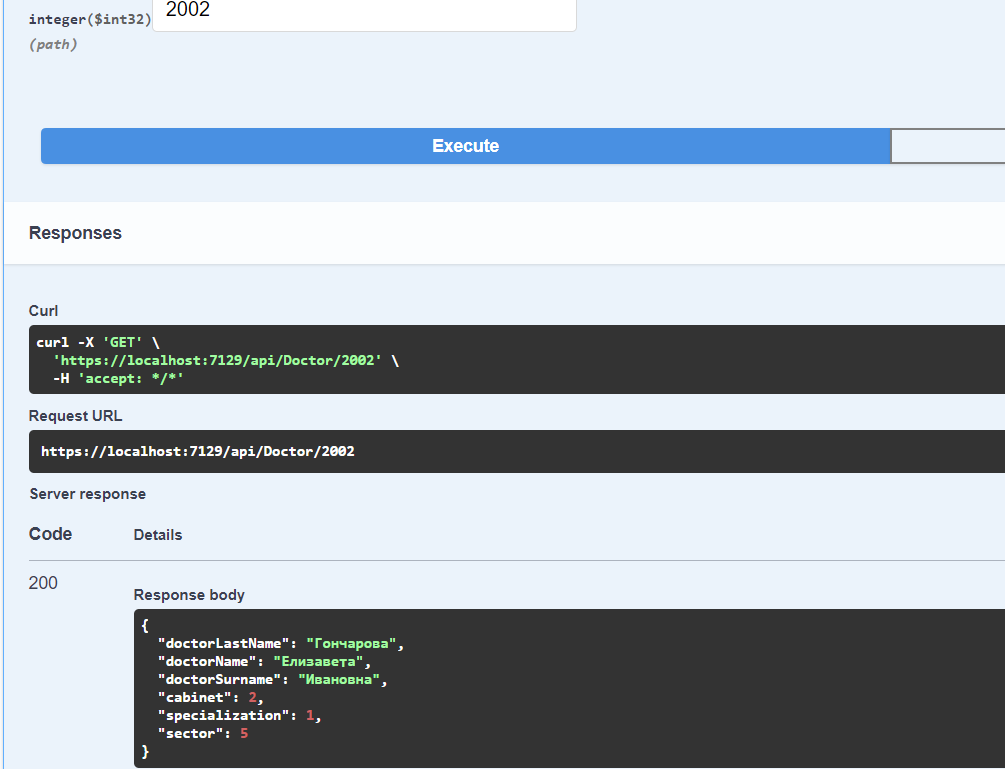 2002
integer($int32)
(path)
Execute
Responses
Curl
curl -X 'GET' \
  'https://localhost:7129/api/Doctor/2002' \
  -H 'accept: */*'
Request URL
https://localhost:7129/api/Doctor/2002
Server response
Code Details
200
Response body
{
  "doctorLastName": "Гончарова",
  "doctorName": "Елизавета",
  "doctorSurname": "Ивановна",
  "cabinet": 2,
  "specialization": 1,
  "sector": 5
}